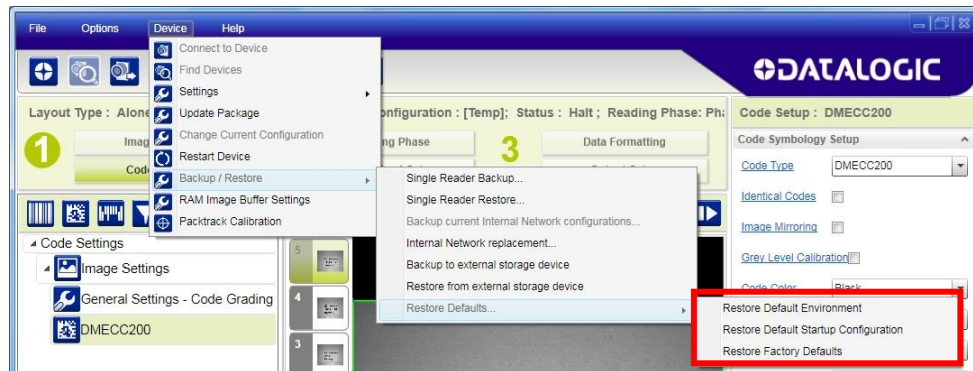 File Options Device Help
DATALOGIC
Connect to Device
Find Devices
Settings
Update Package
Change Current Configuration
Restart Device
Backup / Restore
RAM Image Buffer Settings
Packtrack Calibration
Layout Type : Alone
onfiguration : [Temp]; Status : Halt ; Reading Phase: Pha
1
Imag
ng Phase
3
Data Formatting
Code
Single Reader Backup...
Single Reader Restore...
Backup current Internal Network configurations...
Internal Network replacement...
Backup to external storage device
Restore from external storage device
Restore Defaults...
Restore Default Environment
Restore Default Startup Configuration
Restore Factory Defaults
Code Settings
Image Settings
General Settings - Code Grading
DMECC200
5
4
3
Code Setup : DMECC200
Code Symbology Setup
Code Type DMECC200
Identical Codes
Image Mirroring
Grey Level Calibration
Code Color Black